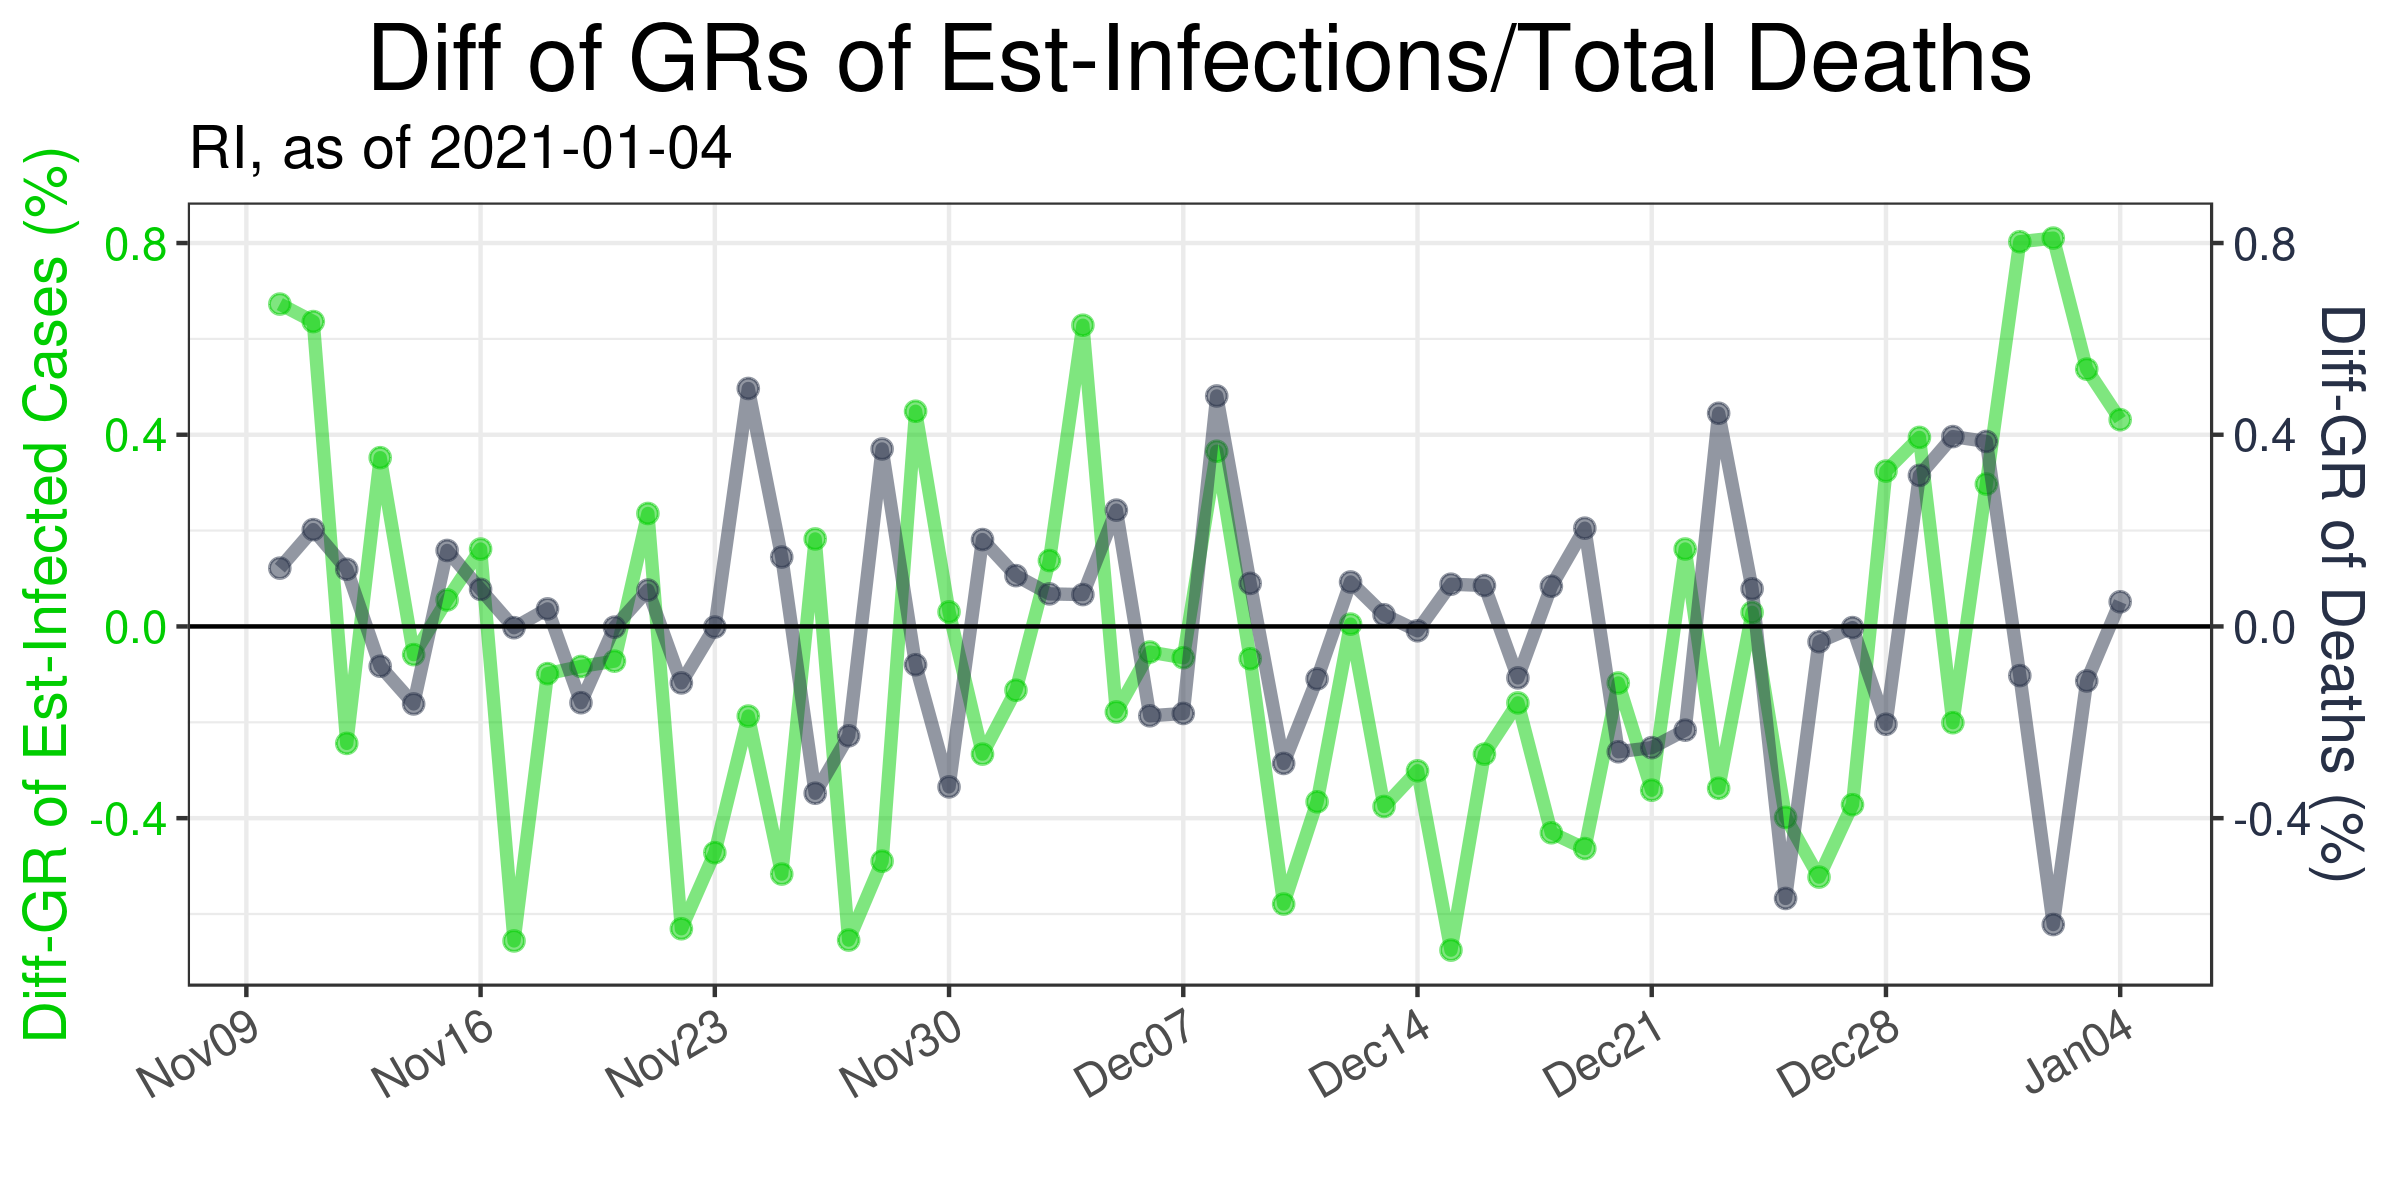 Diff of GRs of Est-Infections/Total Deaths
RI, as of 2021-01-04
Diff-GR of Est-Infected Cases (%)
0.8
0.4
0.0
-0.4
0.8
0.4
0.0
-0.4
Diff-GR of Deaths (%)
Nov09 Nov16 Nov23 Nov30 Dec07 Dec14 Dec21 Dec28 Jan04